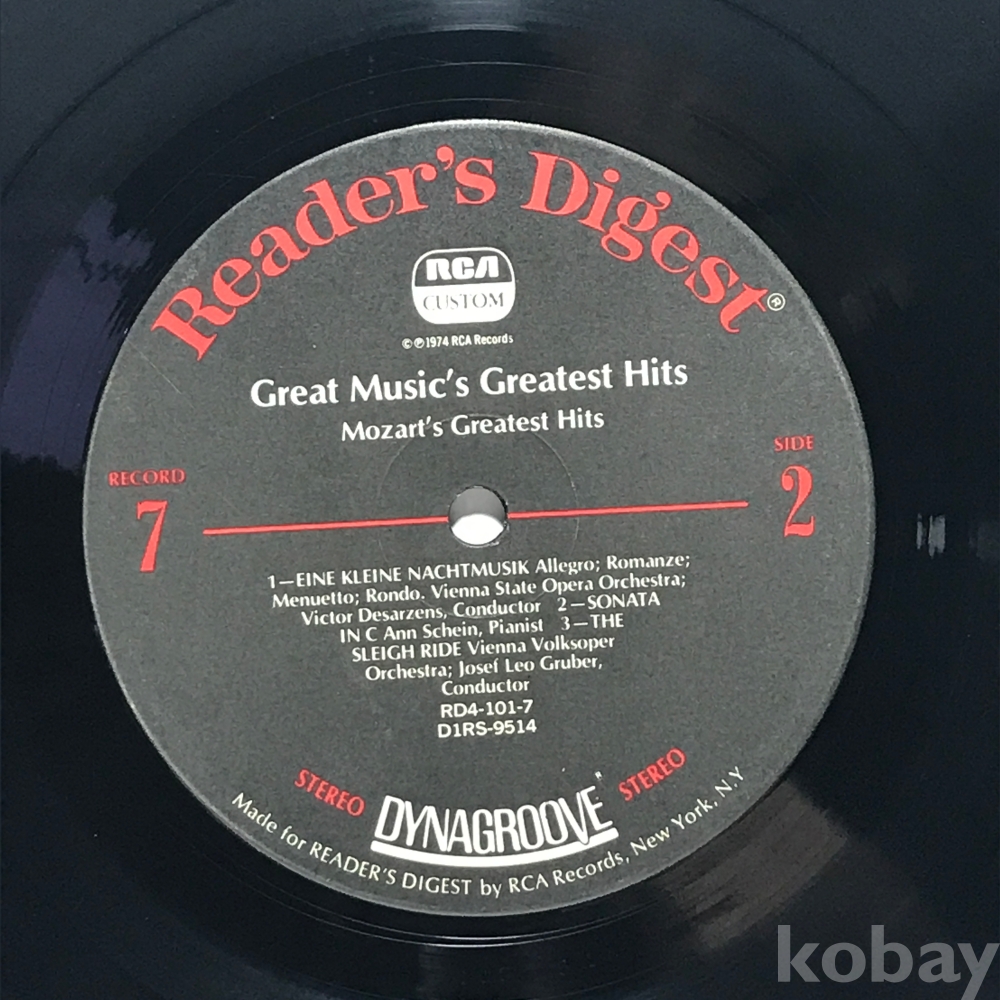 Reader's Digest®
RCA
CUSTOM
©℗1974 RCA Records
Great Music's Greatest Hits
Mozart's Greatest Hits
RECORD
7
SIDE
2
1—EINE KLEINE NACHTMUSIK Allegro; Romanze;
Menuetto; Rondo. Vienna State Opera Orchestra;
Victor Desarzens, Conductor 2—SONATA
IN C Ann Schein, Pianist 3—THE
SLEIGH RIDE Vienna Volksoper
Orchestra; Josef Leo Gruber,
Conductor
RD4-101-7
D1RS-9514
STEREO DYNAGROOVE STEREO
Made for READER'S DIGEST by RCA Records, New York, N.Y
kobay